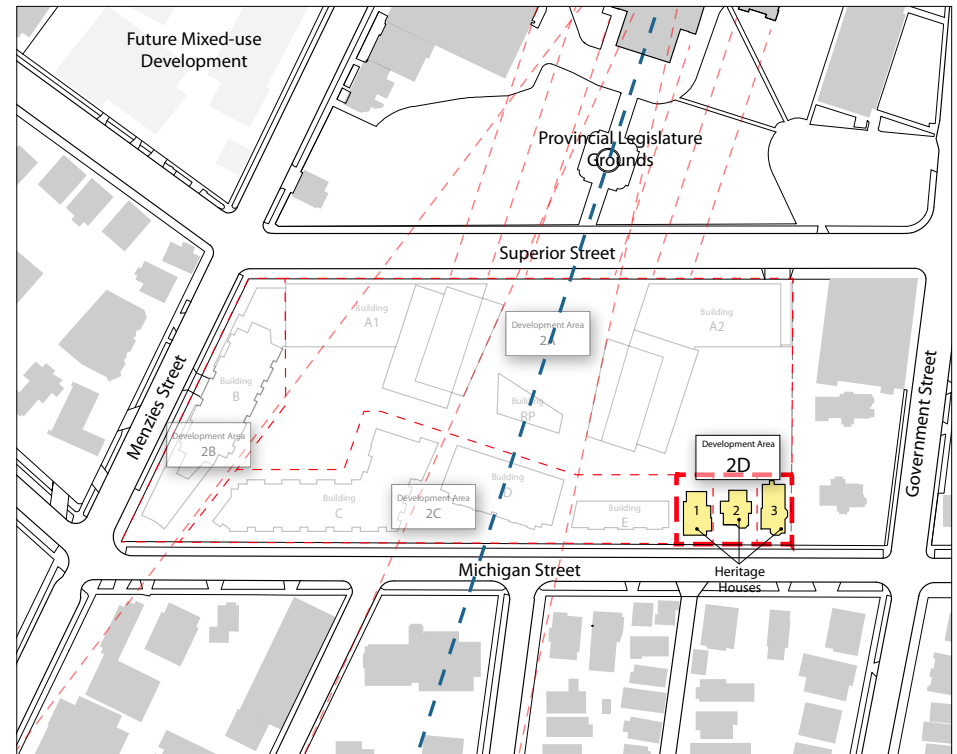 Future Mixed-use
Development
Provincial Legislature
Grounds
Superior Street
Building
A1
Building
A2
Development Area
2A
Building
B
Building
RP
Menzies Street
Government Street
Development Area
2B
Development Area
2D
Building
C
Development Area
2C
Building
D
Building
E
1
2
3
Michigan Street
Heritage
Houses